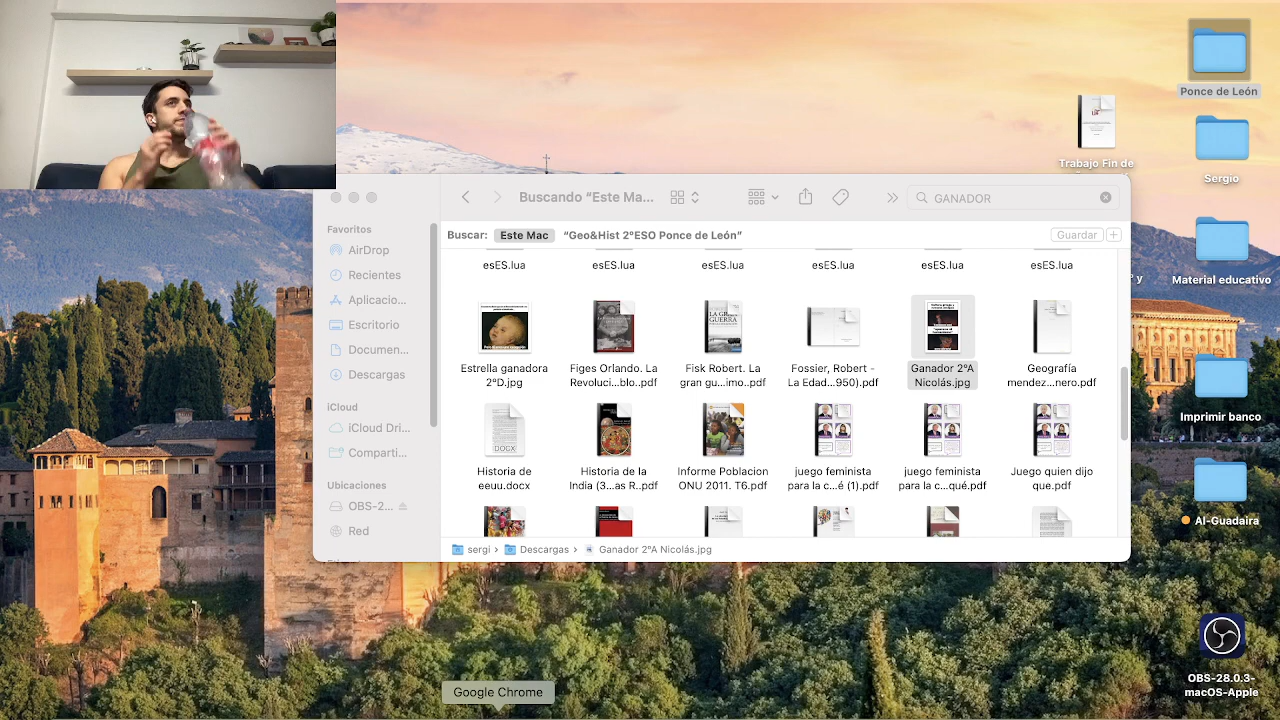 Ponce de León
Trabajo Fin de
Sergio
Buscando “Este Ma...
GANADOR
Favoritos
Buscar:
Este Mac
“Geo&Hist 2ºESO Ponce de León”
Guardar
AirDrop
Recientes
Aplicacio...
Escritorio
Documen...
Descargas
iCloud
iCloud Dri...
Comparti...
Ubicaciones
OBS-2...
Red
esES.lua
esES.lua
esES.lua
esES.lua
esES.lua
esES.lua
LA GR
GUERRA
Estrella ganadora
2ºD.jpg
Figes Orlando. La
Revoluci...blo..pdf
Fisk Robert. La
gran gu...imo..pdf
Fossier, Robert -
La Edad...950).pdf
Ganador 2ºA
Nicolás.jpg
Geografía
mendez...nero.pdf
DOCX
Historia de
eeuu.docx
Historia de la
India (3...as R..pdf
Informe Poblacion
ONU 2011. T6.pdf
juego feminista
para la c...é (1).pdf
juego feminista
para la c...qué.pdf
Juego quien dijo
que.pdf
sergi
Descargas
Ganador 2ºA Nicolás.jpg
º y
Material educativo
Imprimir banco
Al-Guadaira
OBS-28.0.3-
macOS-Apple
Google Chrome